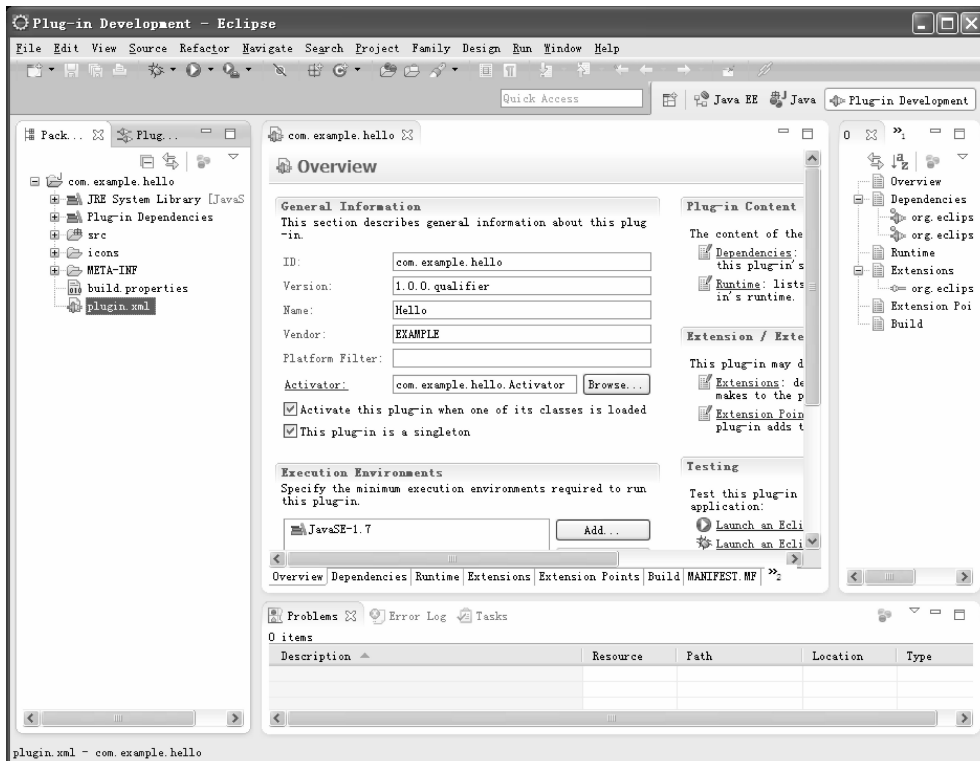 Plug-in Development - Eclipse
File Edit View Source Refactor Navigate Search Project Family Design Run Window Help
Quick Access
Java EE Java Plug-in Development
Pack... Plug...
com.example.hello
JRE System Library [JavaS
Plug-in Dependencies
src
icons
META-INF
build.properties
plugin.xml
com.example.hello
Overview
General Information
This section describes general information about this plug
-in.
ID: com.example.hello
Version: 1.0.0.qualifier
Name: Hello
Vendor: EXAMPLE
Platform Filter:
Activator: com.example.hello.Activator Browse...
Activate this plug-in when one of its classes is loaded
This plug-in is a singleton
Execution Environments
Specify the minimum execution environments required to run
this plug-in.
JavaSE-1.7
Add...
Plug-in Content
The content of the
Dependencies:
this plug-in's
Runtime: lists
in's runtime.
Extension / Exte
This plug-in may d
Extensions: de
makes to the p
Extension Poin
plug-in adds t
Testing
Test this plug-in
application:
Launch an Ecli
Launch an Ecli
Overview Dependencies Runtime Extensions Extension Points Build MANIFEST.MF »2
O »1
Overview
Dependencies
org.eclips
org.eclips
Runtime
Extensions
org.eclips
Extension Poi
Build
Problems Error Log Tasks
0 items
Description Resource Path Location Type
plugin.xml - com.example.hello